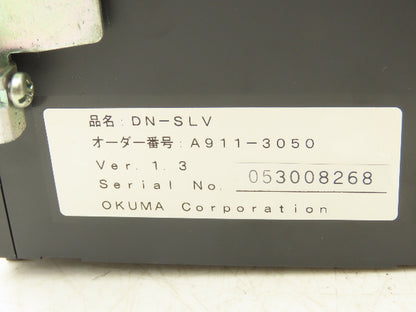 品名：DN-SLV
オーダー番号：A911-3050
Ver. 1.3
Serial No. 053008268
OKUMA Corporation